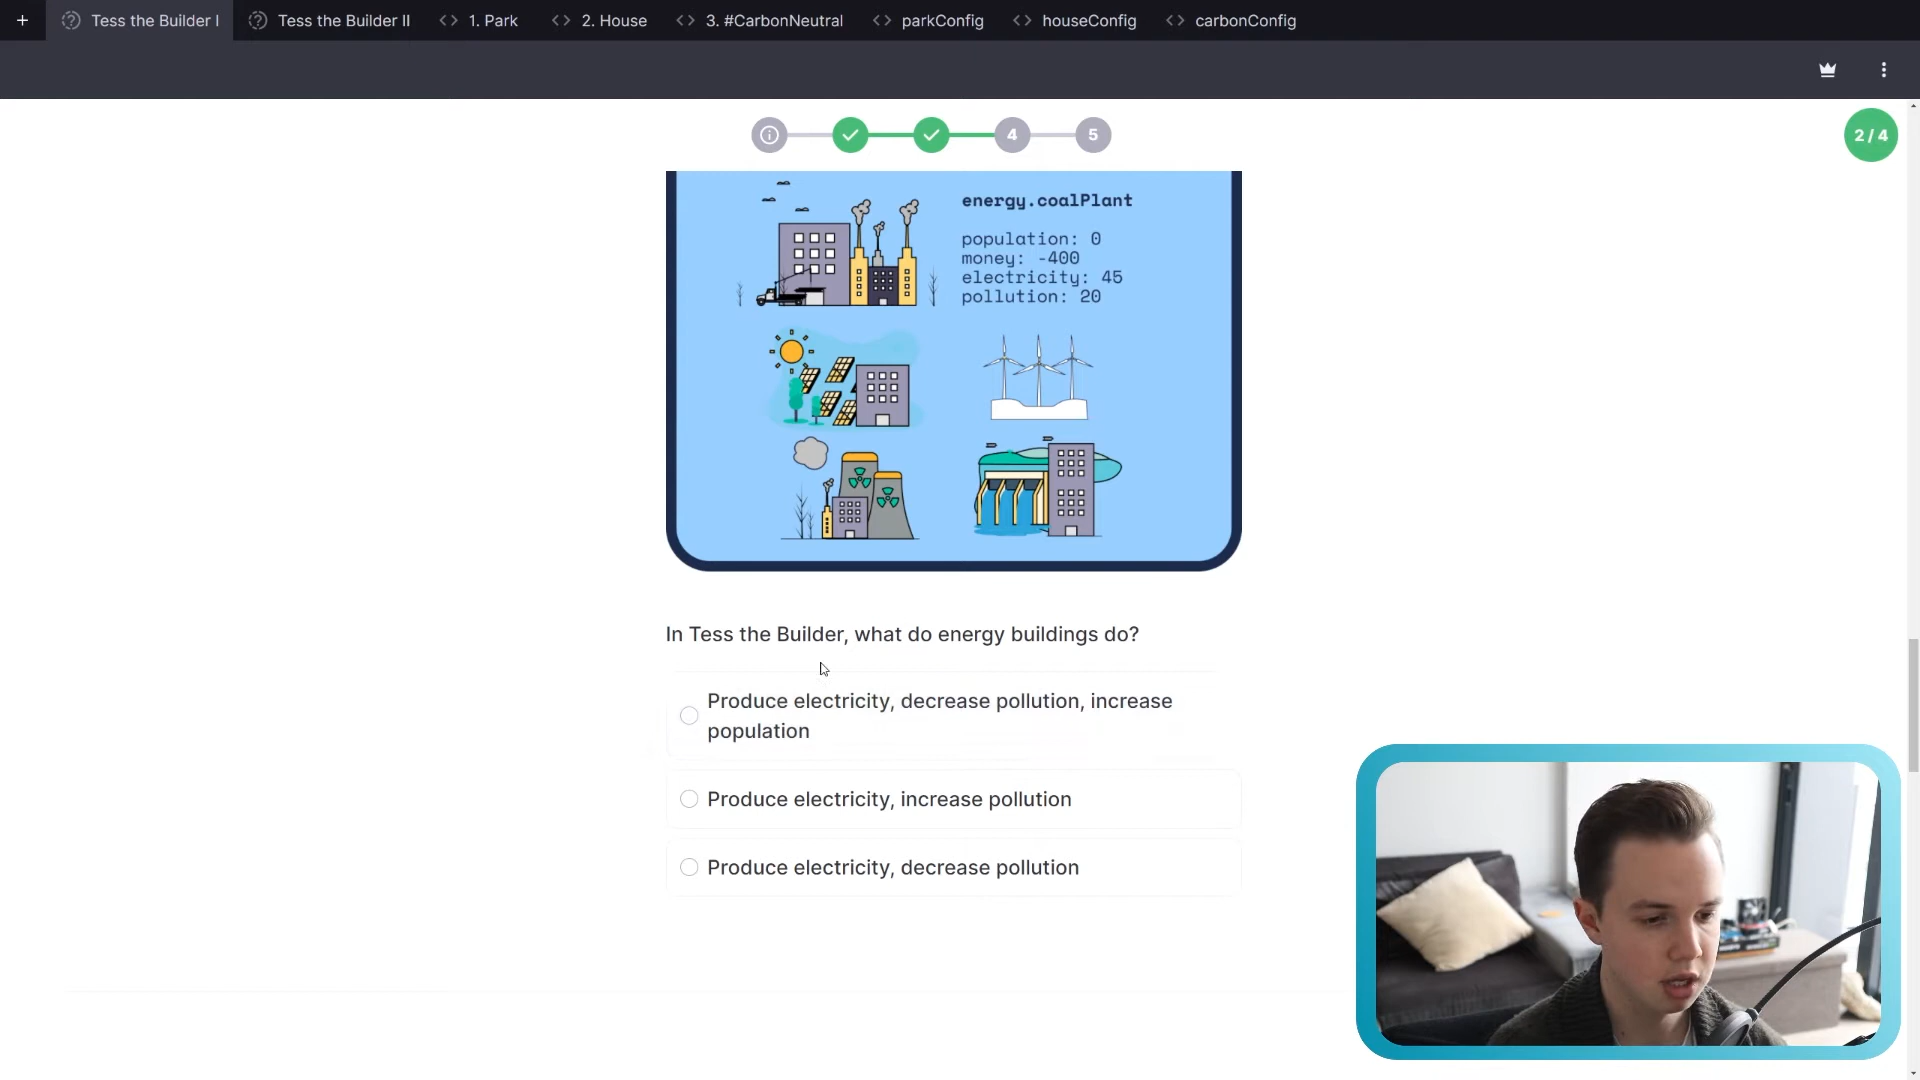 + Tess the Builder I Tess the Builder II <> 1. Park <> 2. House <> 3. #CarbonNeutral <> parkConfig <> houseConfig <> carbonConfig
4 5
2 / 4
energy.coalPlant
population: 0
money: -400
electricity: 45
pollution: 20
In Tess the Builder, what do energy buildings do?
Produce electricity, decrease pollution, increase
population
Produce electricity, increase pollution
Produce electricity, decrease pollution